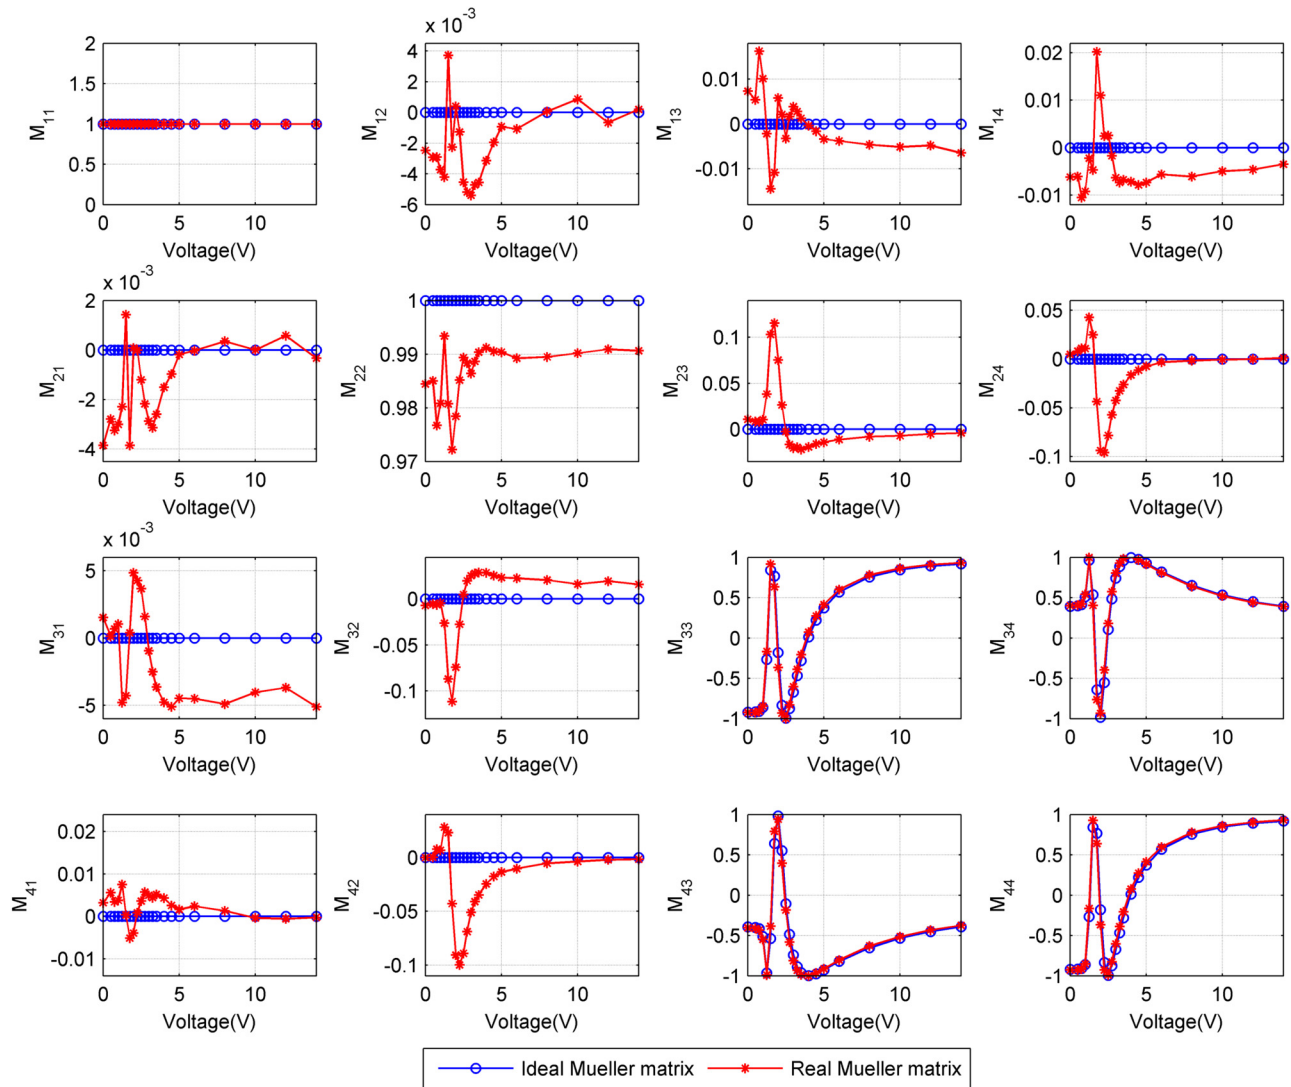 x 10⁻³
M₁₁
2
1.5
1
0.5
0
0 5 10
Voltage(V)
M₁₂
4
2
0
-2
-4
-6
0 5 10
Voltage(V)
M₁₃
0.01
0
-0.01
0 5 10
Voltage(V)
M₁₄
0.02
0.01
0
-0.01
0 5 10
Voltage(V)
x 10⁻³
M₂₁
2
0
-2
-4
0 5 10
Voltage(V)
M₂₂
1
0.99
0.98
0.97
0 5 10
Voltage(V)
M₂₃
0.1
0.05
0
0 5 10
Voltage(V)
M₂₄
0.05
0
-0.05
-0.1
0 5 10
Voltage(V)
x 10⁻³
M₃₁
5
0
-5
0 5 10
Voltage(V)
M₃₂
0
-0.05
-0.1
0 5 10
Voltage(V)
M₃₃
1
0.5
0
-0.5
-1
0 5 10
Voltage(V)
M₃₄
1
0.5
0
-0.5
-1
0 5 10
Voltage(V)
M₄₁
0.02
0.01
0
-0.01
0 5 10
Voltage(V)
M₄₂
0
-0.05
-0.1
0 5 10
Voltage(V)
M₄₃
1
0.5
0
-0.5
-1
0 5 10
Voltage(V)
M₄₄
1
0.5
0
-0.5
-1
0 5 10
Voltage(V)
Ideal Mueller matrix Real Mueller matrix